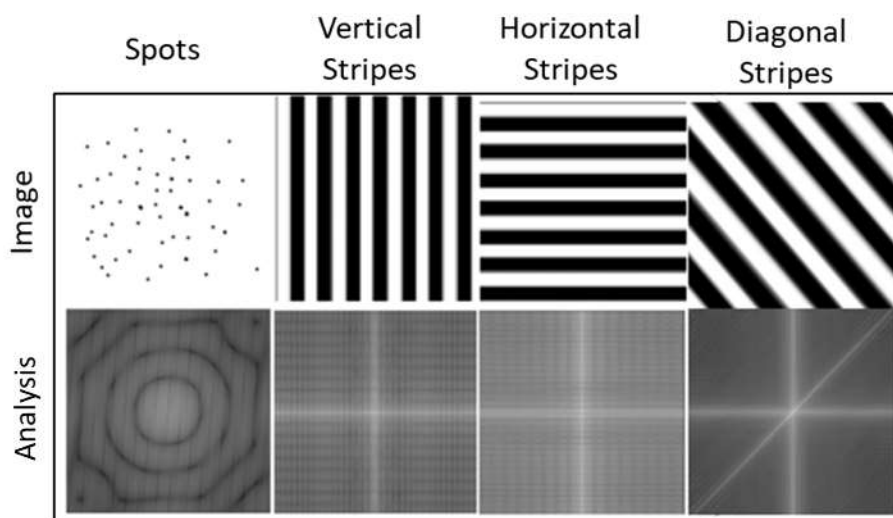 Spots
Vertical
Stripes
Horizontal
Stripes
Diagonal
Stripes
Image
Analysis